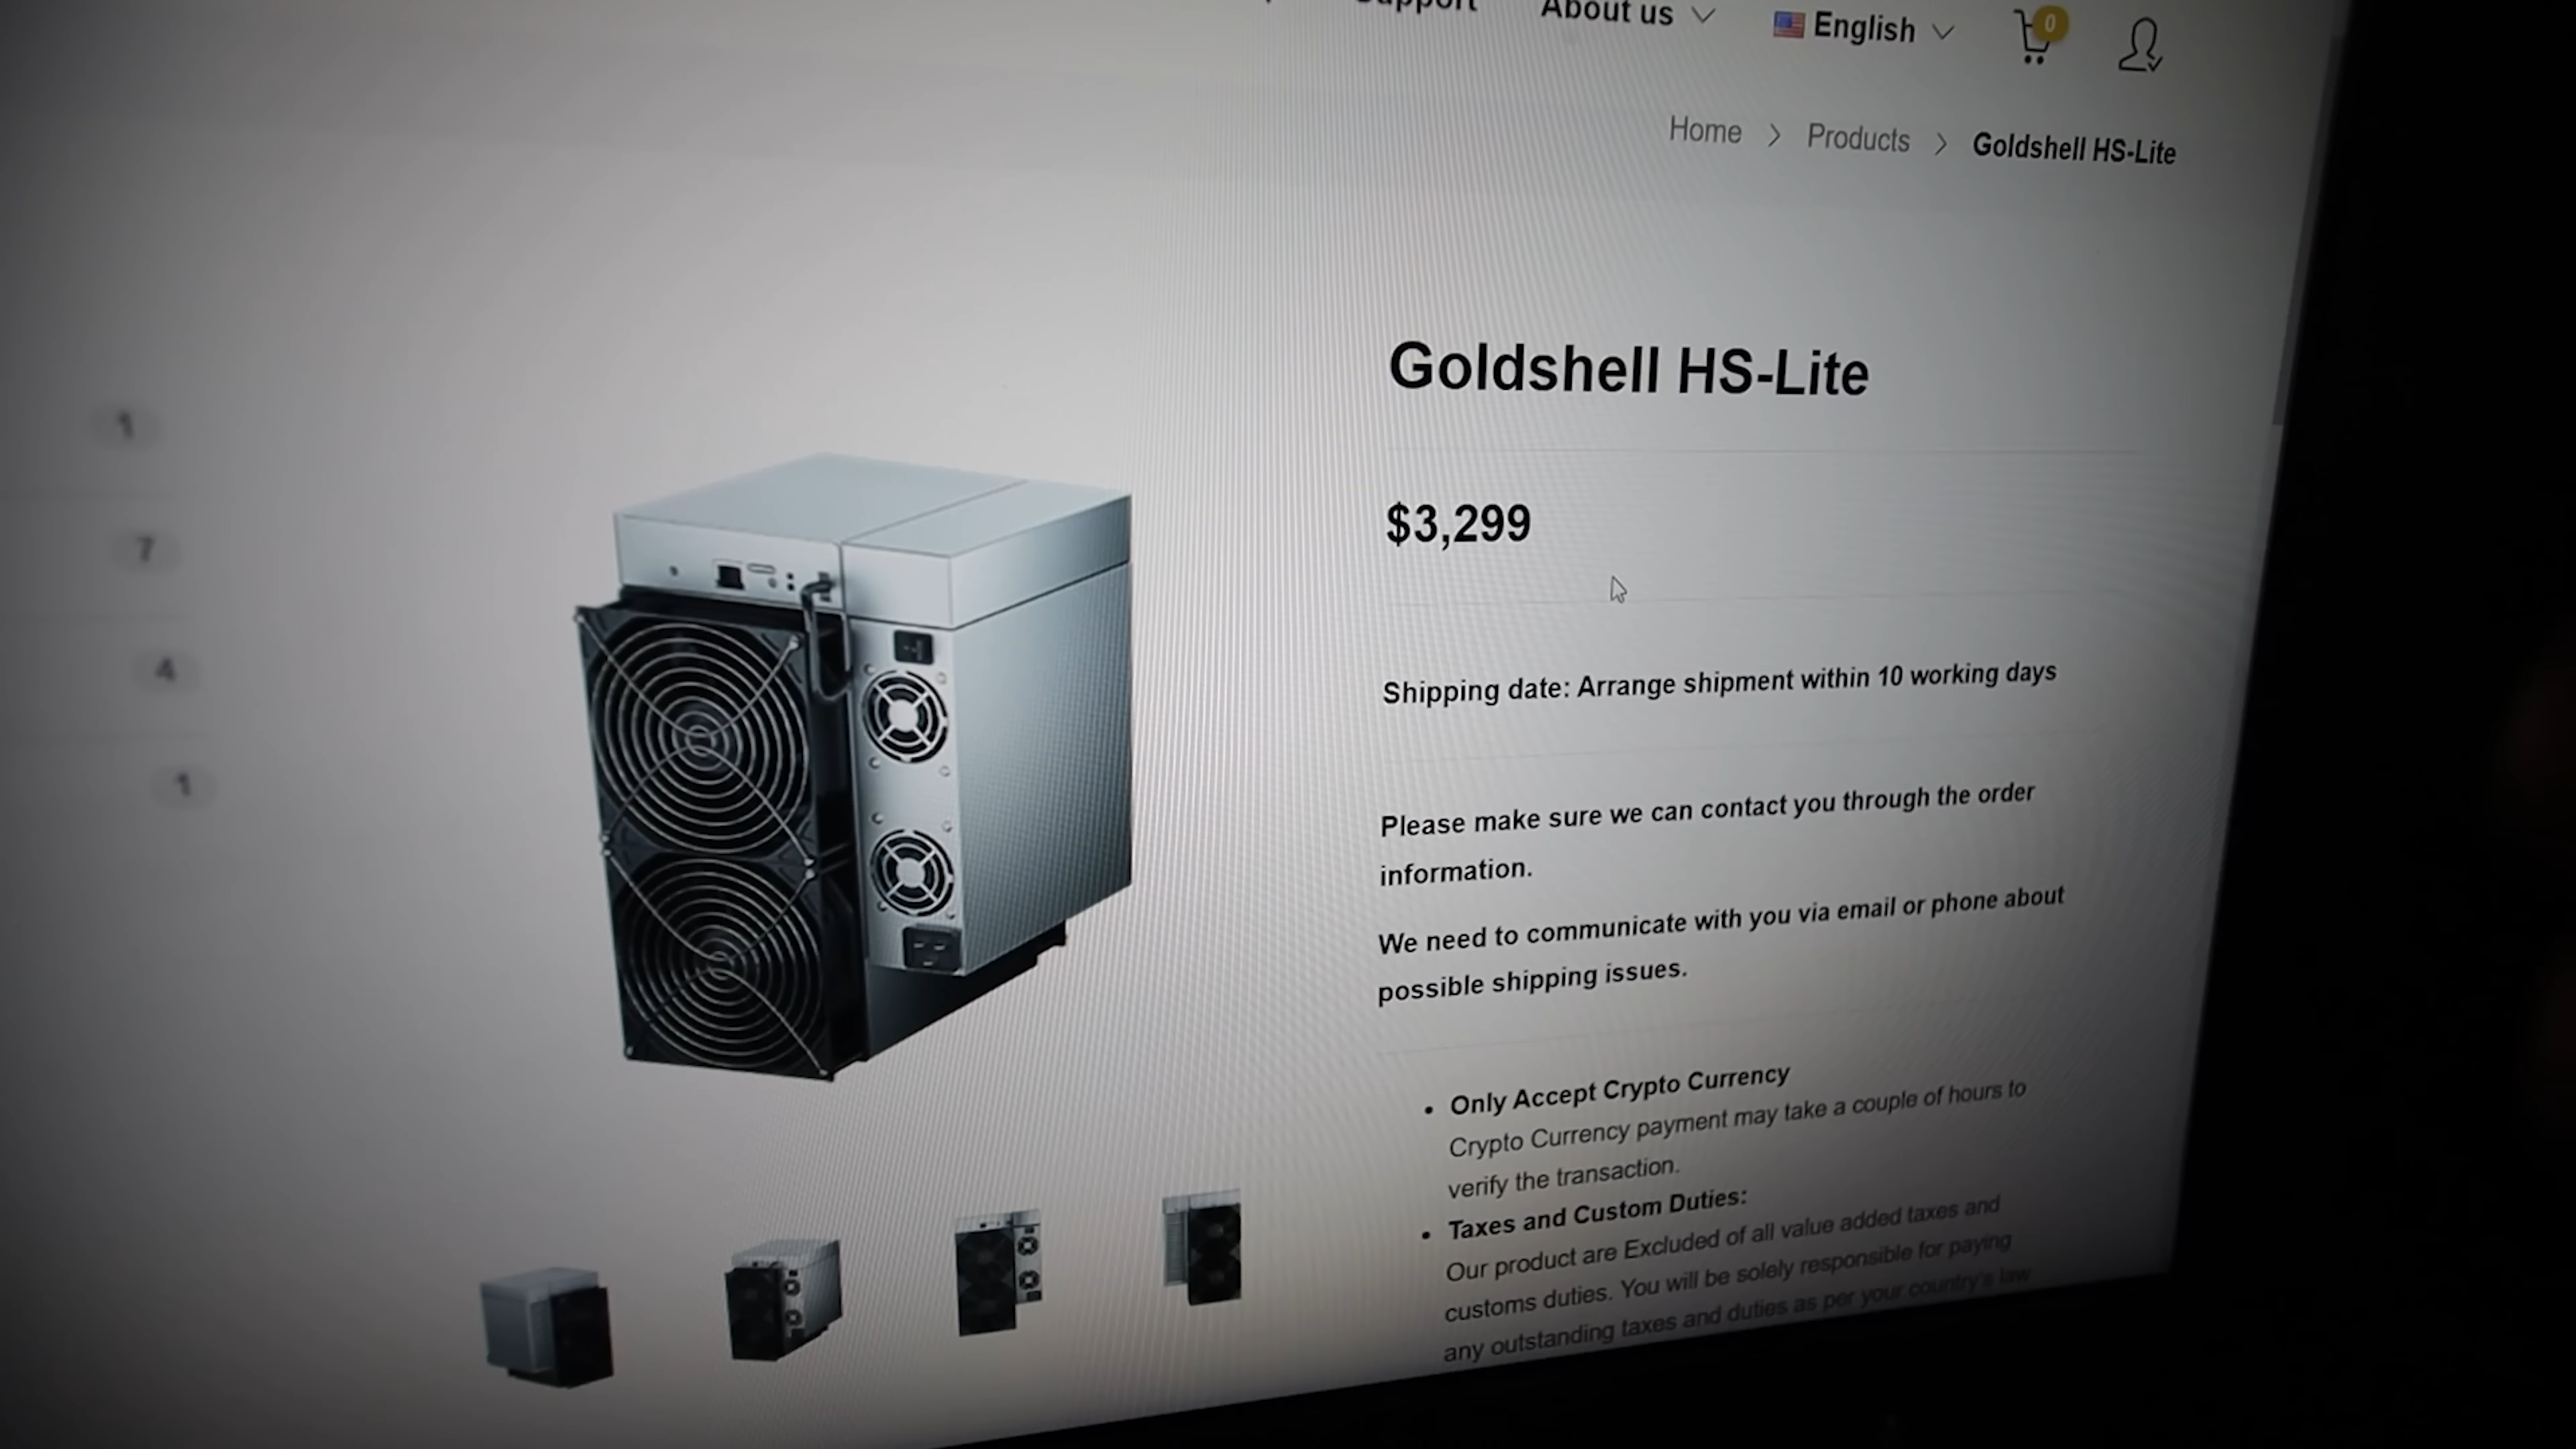 About us
English
0
Home > Products > Goldshell HS-Lite
Goldshell HS-Lite
$3,299
Shipping date: Arrange shipment within 10 working days
Please make sure we can contact you through the order
information.
We need to communicate with you via email or phone about
possible shipping issues.
• Only Accept Crypto Currency
Crypto Currency payment may take a couple of hours to
verify the transaction.
• Taxes and Custom Duties:
Our product are Excluded of all value added taxes and
customs duties. You will be solely responsible for paying
any outstanding taxes and duties as per your country's law
1
7
4
1